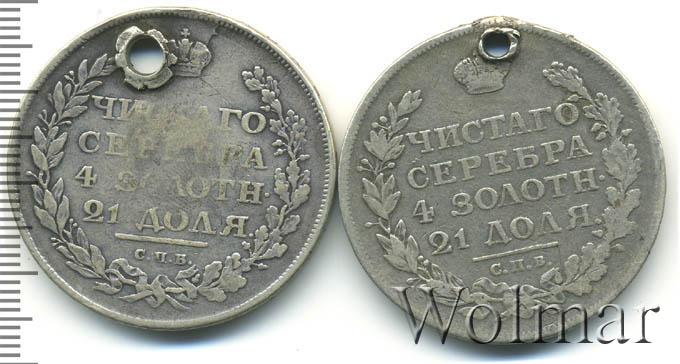 ЧИСТАГО
СЕРЕБРА
4 ЗОЛОТН.
21 ДОЛЯ.
С.П.Б.
ЧИСТАГО
СЕРЕБРА
4 ЗОЛОТН.
21 ДОЛЯ.
С.П.Б.
Wolmar